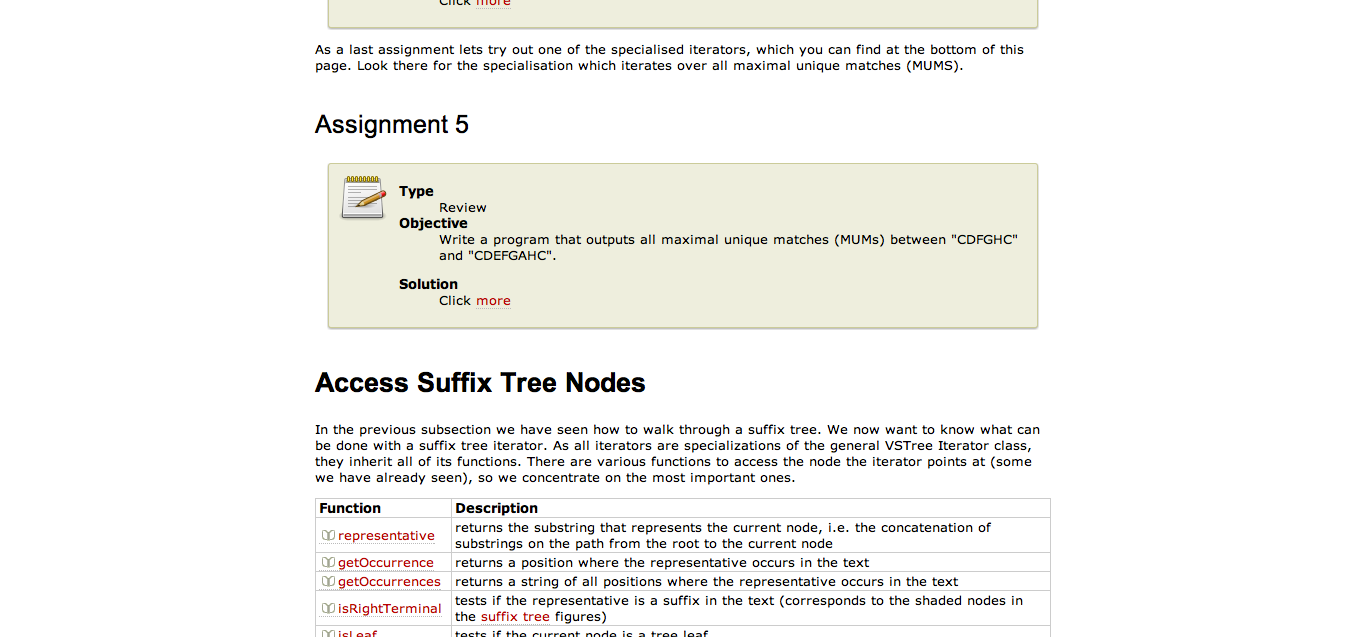 Click more
As a last assignment lets try out one of the specialised iterators, which you can find at the bottom of this
page. Look there for the specialisation which iterates over all maximal unique matches (MUMS).
Assignment 5
Type
Review
Objective
Write a program that outputs all maximal unique matches (MUMs) between "CDFGHC"
and "CDEFGAHC".
Solution
Click more
Access Suffix Tree Nodes
In the previous subsection we have seen how to walk through a suffix tree. We now want to know what can
be done with a suffix tree iterator. As all iterators are specializations of the general VSTree Iterator class,
they inherit all of its functions. There are various functions to access the node the iterator points at (some
we have already seen), so we concentrate on the most important ones.
Function Description
representative returns the substring that represents the current node, i.e. the concatenation of
substrings on the path from the root to the current node
getOccurrence returns a position where the representative occurs in the text
getOccurrences returns a string of all positions where the representative occurs in the text
isRightTerminal tests if the representative is a suffix in the text (corresponds to the shaded nodes in
the suffix tree figures)
isLeaf tests if the current node is a tree leaf